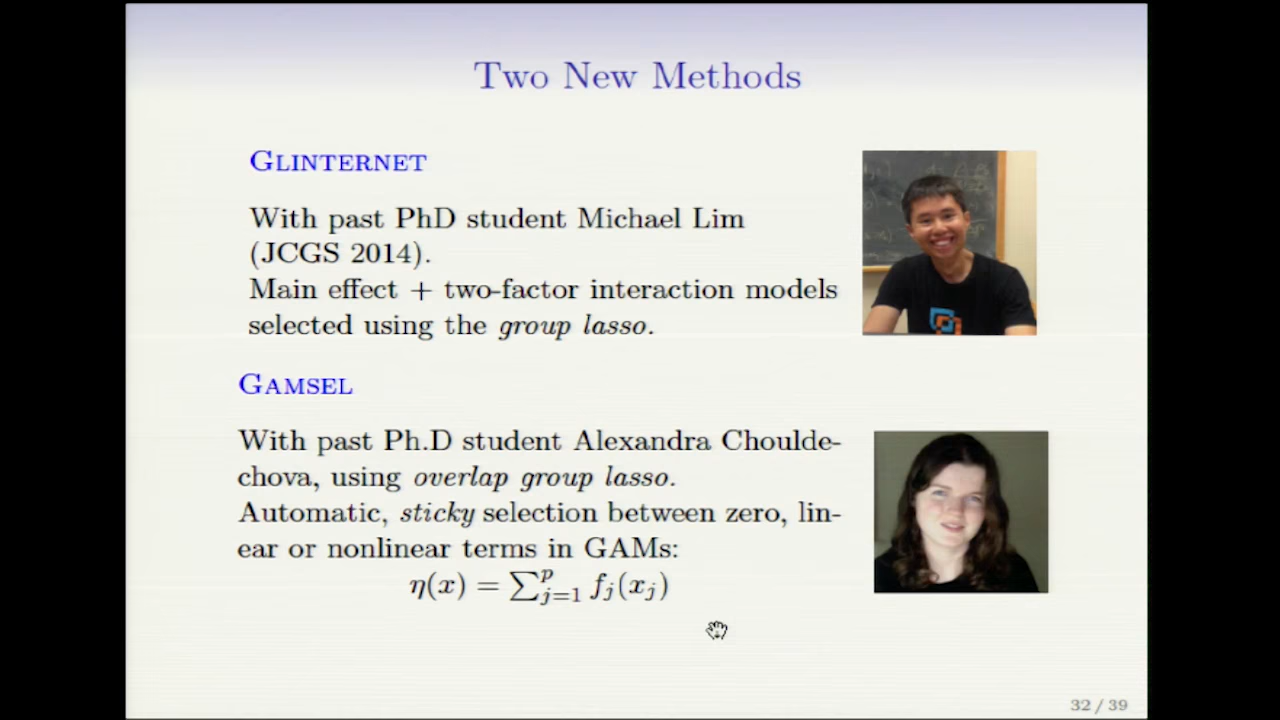 Two New Methods
GLINTERNET
With past PhD student Michael Lim
(JCGS 2014).
Main effect + two-factor interaction models
selected using the group lasso.
GAMSEL
With past Ph.D student Alexandra Choulde-
chova, using overlap group lasso.
Automatic, sticky selection between zero, lin-
ear or nonlinear terms in GAMs:
η(x) = ∑_{j=1}^{p} f_j(x_j)
32 / 39